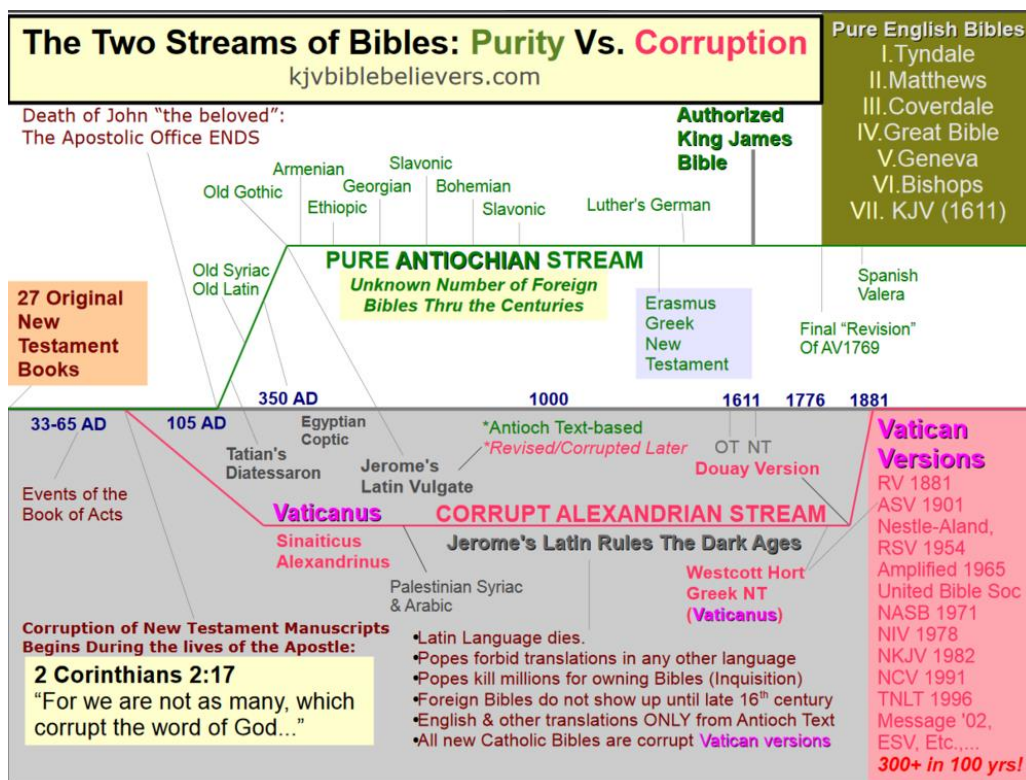 The Two Streams of Bibles: Purity Vs. Corruption
kjvbiblebelievers.com
Pure English Bibles
I.Tyndale
II.Matthews
III.Coverdale
IV.Great Bible
V.Geneva
VI.Bishops
VII. KJV (1611)
Death of John “the beloved”:
The Apostolic Office ENDS
Authorized
King James
Bible
Old Gothic
Armenian
Ethiopic
Georgian
Slavonic
Bohemian
Slavonic
Luther's German
PURE ANTIOCHIAN STREAM
Unknown Number of Foreign
Bibles Thru the Centuries
Old Syriac
Old Latin
27 Original
New
Testament
Books
Erasmus
Greek
New
Testament
Spanish
Valera
Final “Revision”
Of AV1769
33-65 AD
105 AD
350 AD
1000
1611
1776
1881
Events of the
Book of Acts
Tatian's
Diatessaron
Egyptian
Coptic
Jerome's
Latin Vulgate
*Antioch Text-based
*Revised/Corrupted Later
OT NT
Douay Version
Vaticanus
Sinaiticus
Alexandrinus
CORRUPT ALEXANDRIAN STREAM
Jerome's Latin Rules The Dark Ages
Palestinian Syriac
& Arabic
Westcott Hort
Greek NT
(Vaticanus)
Vatican
Versions
RV 1881
ASV 1901
Nestle-Aland,
RSV 1954
Amplified 1965
United Bible Soc
NASB 1971
NIV 1978
NKJV 1982
NCV 1991
TNLT 1996
Message '02,
ESV, Etc.,...
300+ in 100 yrs!
Corruption of New Testament Manuscripts
Begins During the lives of the Apostle:
2 Corinthians 2:17
“For we are not as many, which
corrupt the word of God...”
•Latin Language dies.
•Popes forbid translations in any other language
•Popes kill millions for owning Bibles (Inquisition)
•Foreign Bibles do not show up until late 16th century
•English & other translations ONLY from Antioch Text
•All new Catholic Bibles are corrupt Vatican versions